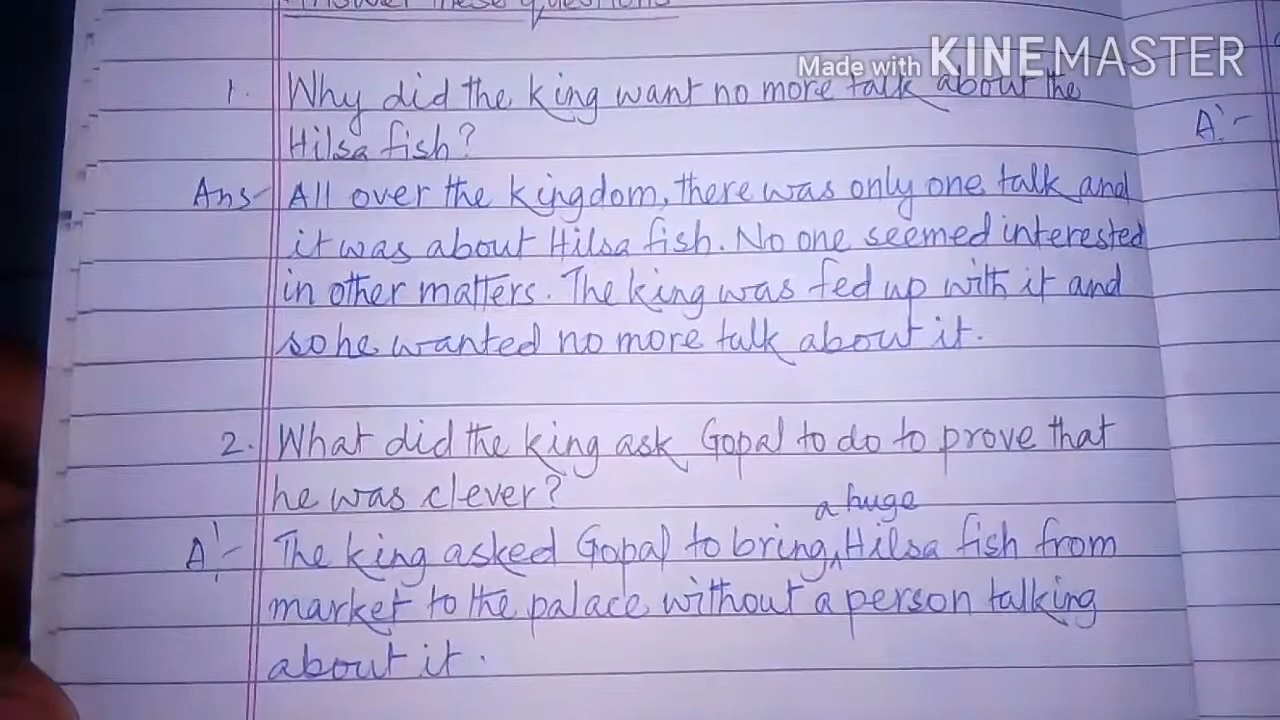 Answer these questions
Made with KINEMASTER
1. Why did the king want no more talk about the
Hilsa fish?
A:-
Ans- All over the kingdom, there was only one talk and
it was about Hilsa fish. No one seemed interested
in other matters. The king was fed up with it and
so he wanted no more talk about it.
2. What did the king ask Gopal to do to prove that
he was clever?
a huge
A:- The king asked Gopal to bring ^ Hilsa fish from
market to the palace without a person talking
about it.